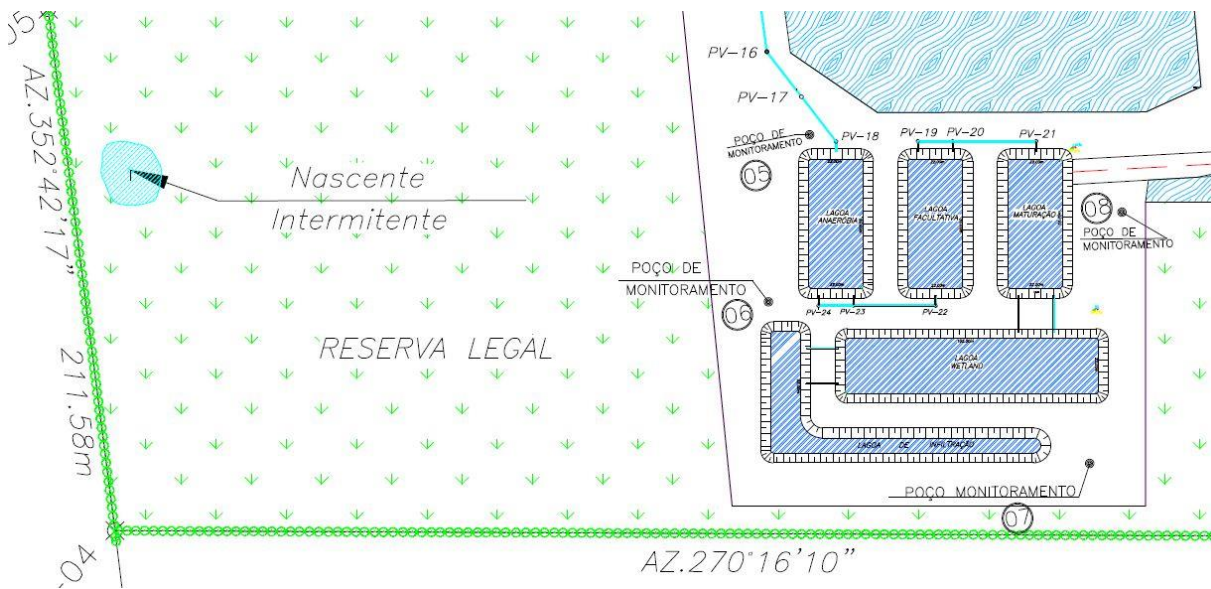 05
AZ.352°42'17"
211.58m
40-
Nascente
Intermitente
RESERVA LEGAL
AZ.270°16'10"
PV-16
PV-17
PV-18
PV-19
PV-20
PV-21
POÇO DE
MONITORAMENTO
05
LAGOA
ANAERÓBIA
LAGOA
FACULTATIVA
LAGOA
MATURAÇÃO
08
POÇO DE
MONITORAMENTO
POÇO DE
MONITORAMENTO
06
PV-24
PV-23
PV-22
LAGOA
WETLAND
LAGOA DE INFILTRAÇÃO
POÇO MONITORAMENTO
07